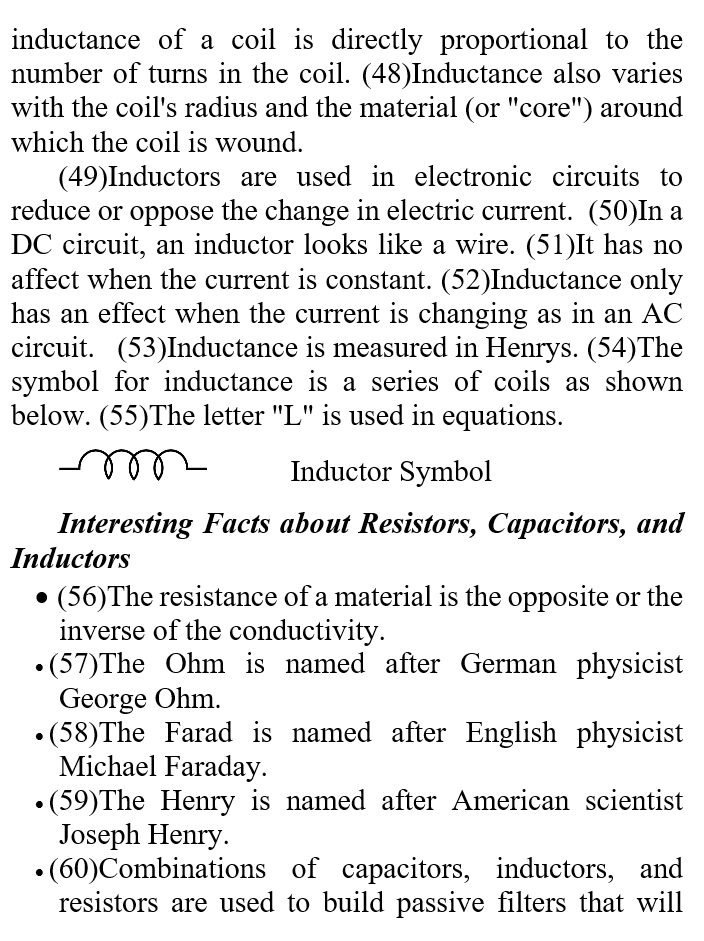 inductance of a coil is directly proportional to the
number of turns in the coil. (48)Inductance also varies
with the coil's radius and the material (or "core") around
which the coil is wound.
(49)Inductors are used in electronic circuits to
reduce or oppose the change in electric current. (50)In a
DC circuit, an inductor looks like a wire. (51)It has no
affect when the current is constant. (52)Inductance only
has an effect when the current is changing as in an AC
circuit. (53)Inductance is measured in Henrys. (54)The
symbol for inductance is a series of coils as shown
below. (55)The letter "L" is used in equations.
Inductor Symbol
Interesting Facts about Resistors, Capacitors, and
Inductors
• (56)The resistance of a material is the opposite or the
inverse of the conductivity.
• (57)The Ohm is named after German physicist
George Ohm.
• (58)The Farad is named after English physicist
Michael Faraday.
• (59)The Henry is named after American scientist
Joseph Henry.
• (60)Combinations of capacitors, inductors, and
resistors are used to build passive filters that will